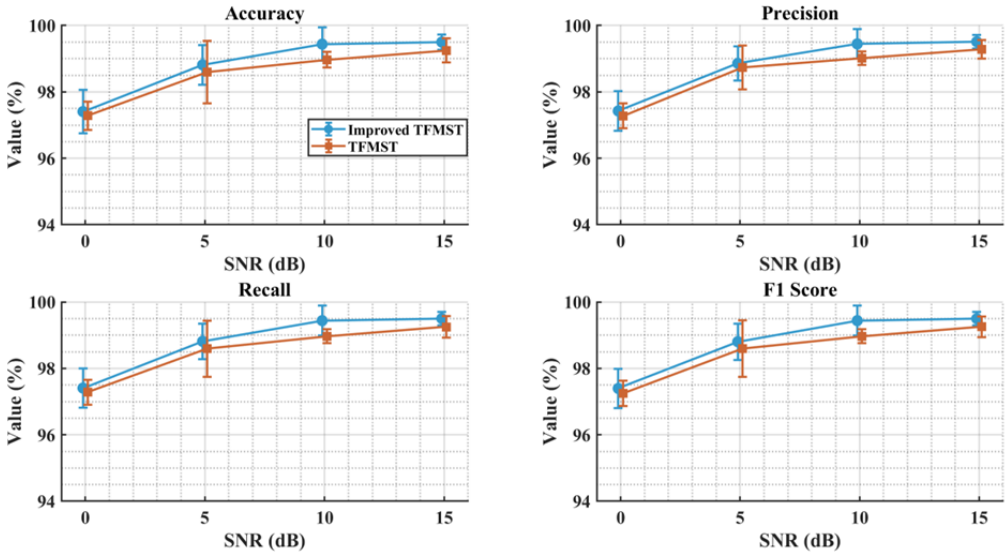 Accuracy
Value (%)
100
98
96
94
0 5 10 15
SNR (dB)
Improved TFMST
TFMST
Precision
Value (%)
100
98
96
94
0 5 10 15
SNR (dB)
Recall
Value (%)
100
98
96
94
0 5 10 15
SNR (dB)
F1 Score
Value (%)
100
98
96
94
0 5 10 15
SNR (dB)